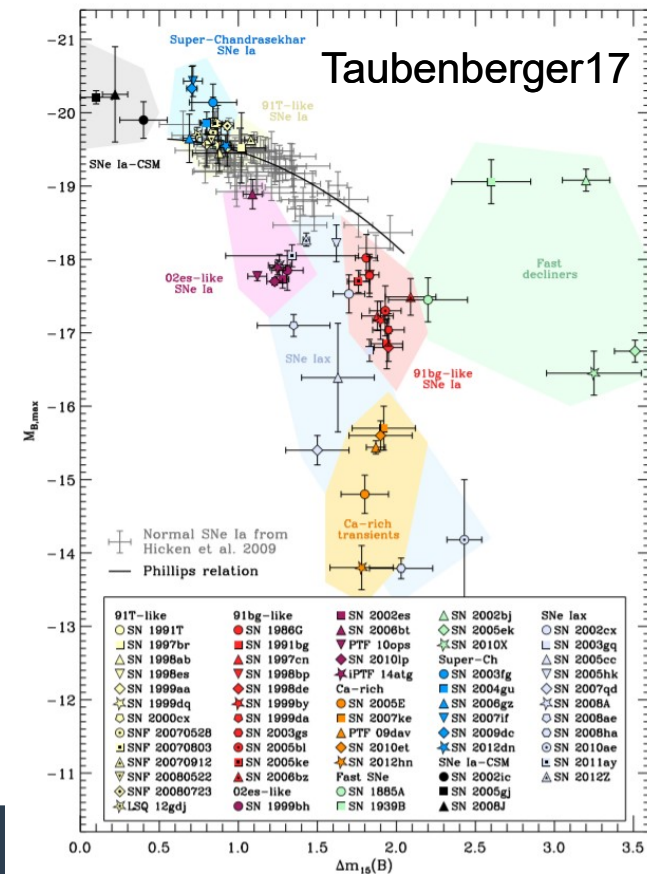 Taubenberger17
-21
-20
-19
-18
-17
-16
-15
-14
-13
-12
-11
M_B,max
Super-Chandrasekhar
SNe Ia
91T-like
SNe Ia
SNe Ia-CSM
02es-like
SNe Ia
SNe Iax
91bg-like
SNe Ia
Fast
decliners
Ca-rich
transients
Normal SNe Ia from
Hicken et al. 2009
Phillips relation
91T-like
SN 1991T
SN 1997br
SN 1998ab
SN 1998es
SN 1999aa
SN 1999dq
SN 2000cx
SNF 20070528
SNF 20070803
SNF 20070912
SNF 20080522
SNF 20080723
LSQ 12gdj
91bg-like
SN 1986G
SN 1991bg
SN 1997cn
SN 1998bp
SN 1998de
SN 1999by
SN 1999da
SN 2003gs
SN 2005bl
SN 2005ke
SN 2006bz
02es-like
SN 1999bh
SN 2002es
SN 2006bt
PTF 10ops
SN 2010lp
iPTF 14atg
Ca-rich
SN 2005E
SN 2007ke
PTF 09dav
SN 2010et
SN 2012hn
Fast SNe
SN 1885A
SN 1939B
SN 2002bj
SN 2005ek
SN 2010X
Super-Ch
SN 2003fg
SN 2004gu
SN 2006gz
SN 2007if
SN 2009dc
SN 2012dn
SNe Ia-CSM
SN 2002ic
SN 2005gj
SN 2008J
SNe Iax
SN 2002cx
SN 2003gq
SN 2005cc
SN 2005hk
SN 2007qd
SN 2008A
SN 2008ae
SN 2008ha
SN 2010ae
SN 2011ay
SN 2012Z
0.0 0.5 1.0 1.5 2.0 2.5 3.0 3.5
Δm₁₅(B)